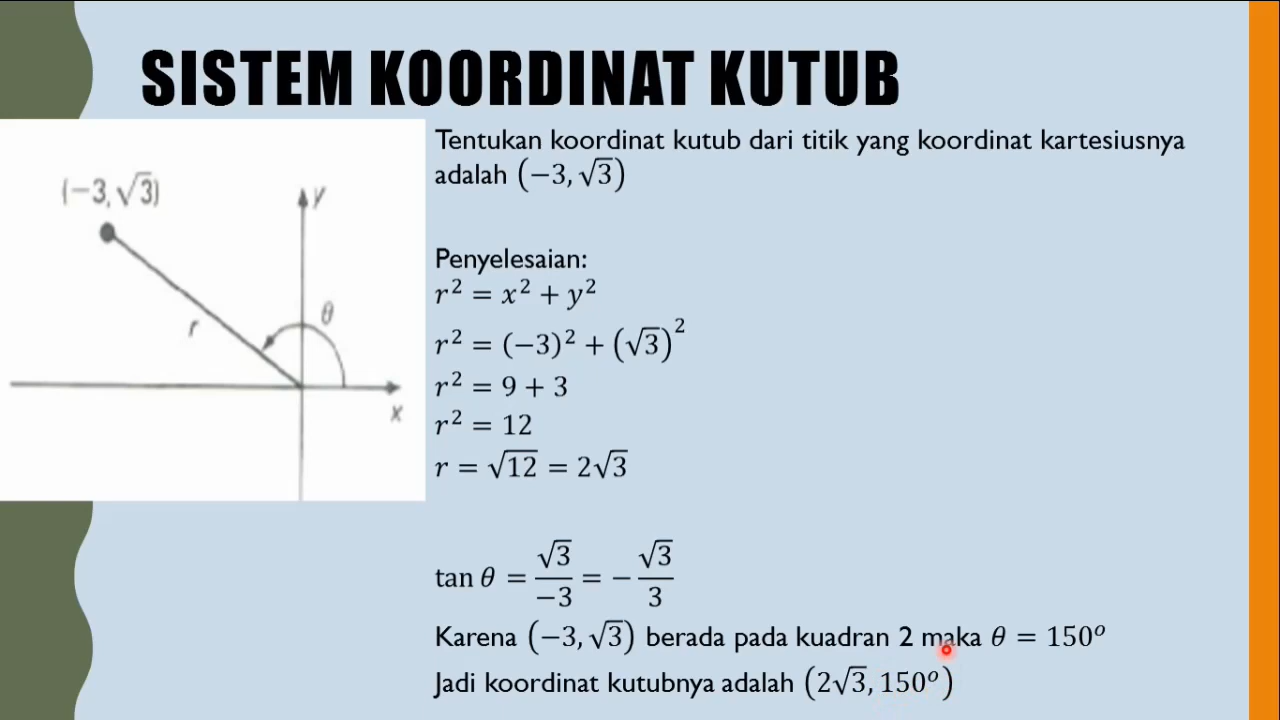 SISTEM KOORDINAT KUTUB
(−3, √3)
y
θ
r
x
Tentukan koordinat kutub dari titik yang koordinat kartesiusnya
adalah (−3, √3)
Penyelesaian:
r² = x² + y²
r² = (−3)² + (√3)²
r² = 9 + 3
r² = 12
r = √12 = 2√3
tan θ = √3/−3 = − √3/3
Karena (−3, √3) berada pada kuadran 2 maka θ = 150°
Jadi koordinat kutubnya adalah (2√3, 150°)